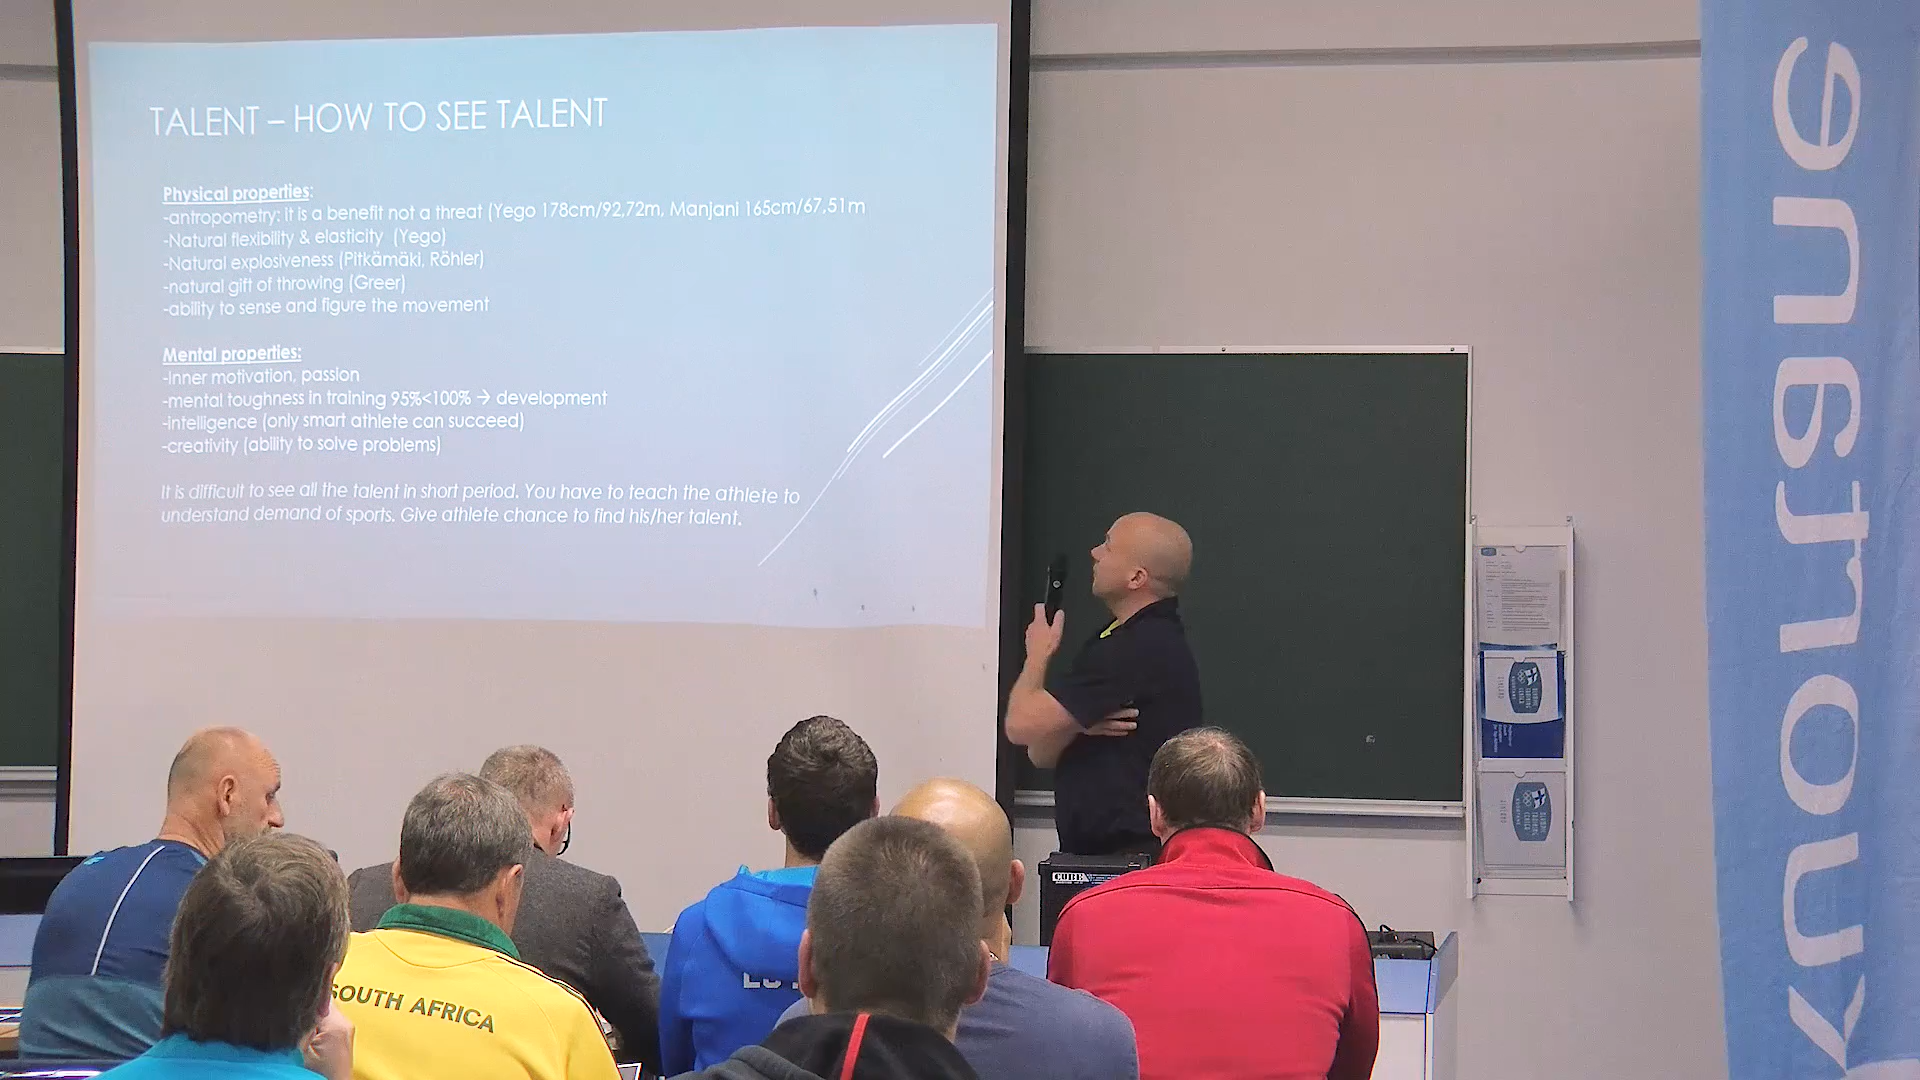 TALENT – HOW TO SEE TALENT
Physical properties:
-antropometry: it is a benefit not a threat (Yego 178cm/92,72m, Manjani 165cm/67,51m
-Natural flexibility & elasticity (Yego)
-Natural explosiveness (Pitkämäki, Röhler)
-natural gift of throwing (Greer)
-ability to sense and figure the movement
Mental properties:
-inner motivation, passion
-mental toughness in training 95%<100% → development
-intelligence (only smart athlete can succeed)
-creativity (ability to solve problems)
It is difficult to see all the talent in short period. You have to teach the athlete to
understand demand of sports. Give athlete chance to find his/her talent.
SOUTH AFRICA
CUBE
kuortane